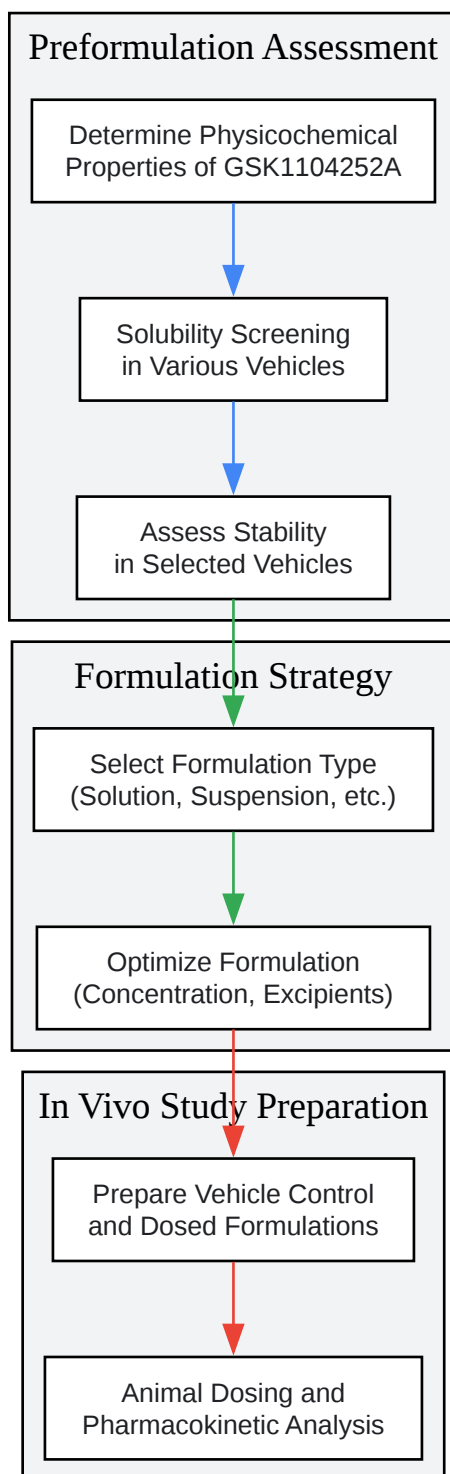 Preformulation Assessment
Determine Physicochemical
Properties of GSK1104252A
Solubility Screening
in Various Vehicles
Assess Stability
in Selected Vehicles
Formulation Strategy
Select Formulation Type
(Solution, Suspension, etc.)
Optimize Formulation
(Concentration, Excipients)
In Vivo Study Preparation
Prepare Vehicle Control
and Dosed Formulations
Animal Dosing and
Pharmacokinetic Analysis